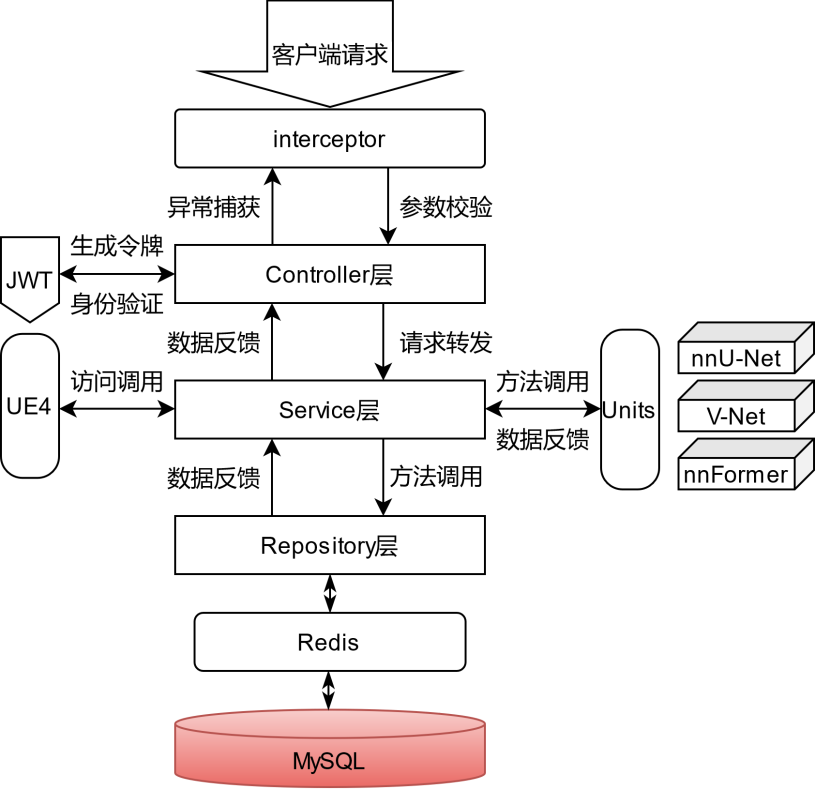 客户端请求
interceptor
异常捕获
参数校验
生成令牌
JWT
Controller层
身份验证
数据反馈
请求转发
nnU-Net
访问调用
方法调用
UE4
Service层
Units
V-Net
数据反馈
数据反馈
方法调用
nnFormer
Repository层
Redis
MySQL